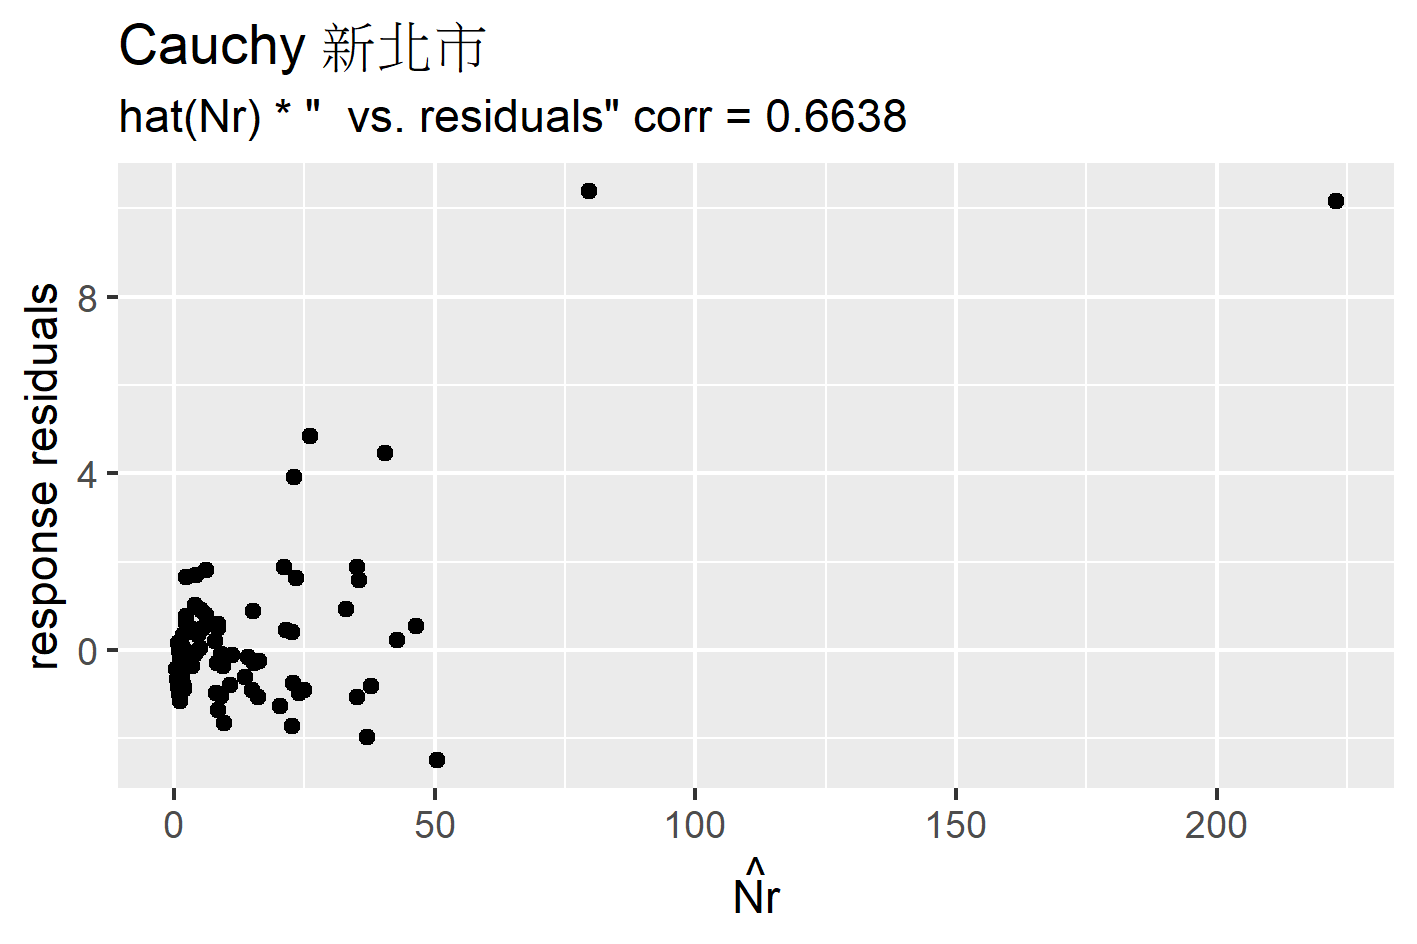 Cauchy 新北市
hat(Nr) * "  vs. residuals" corr = 0.6638
response residuals
8
4
0
0 50 100 150 200
N̂r